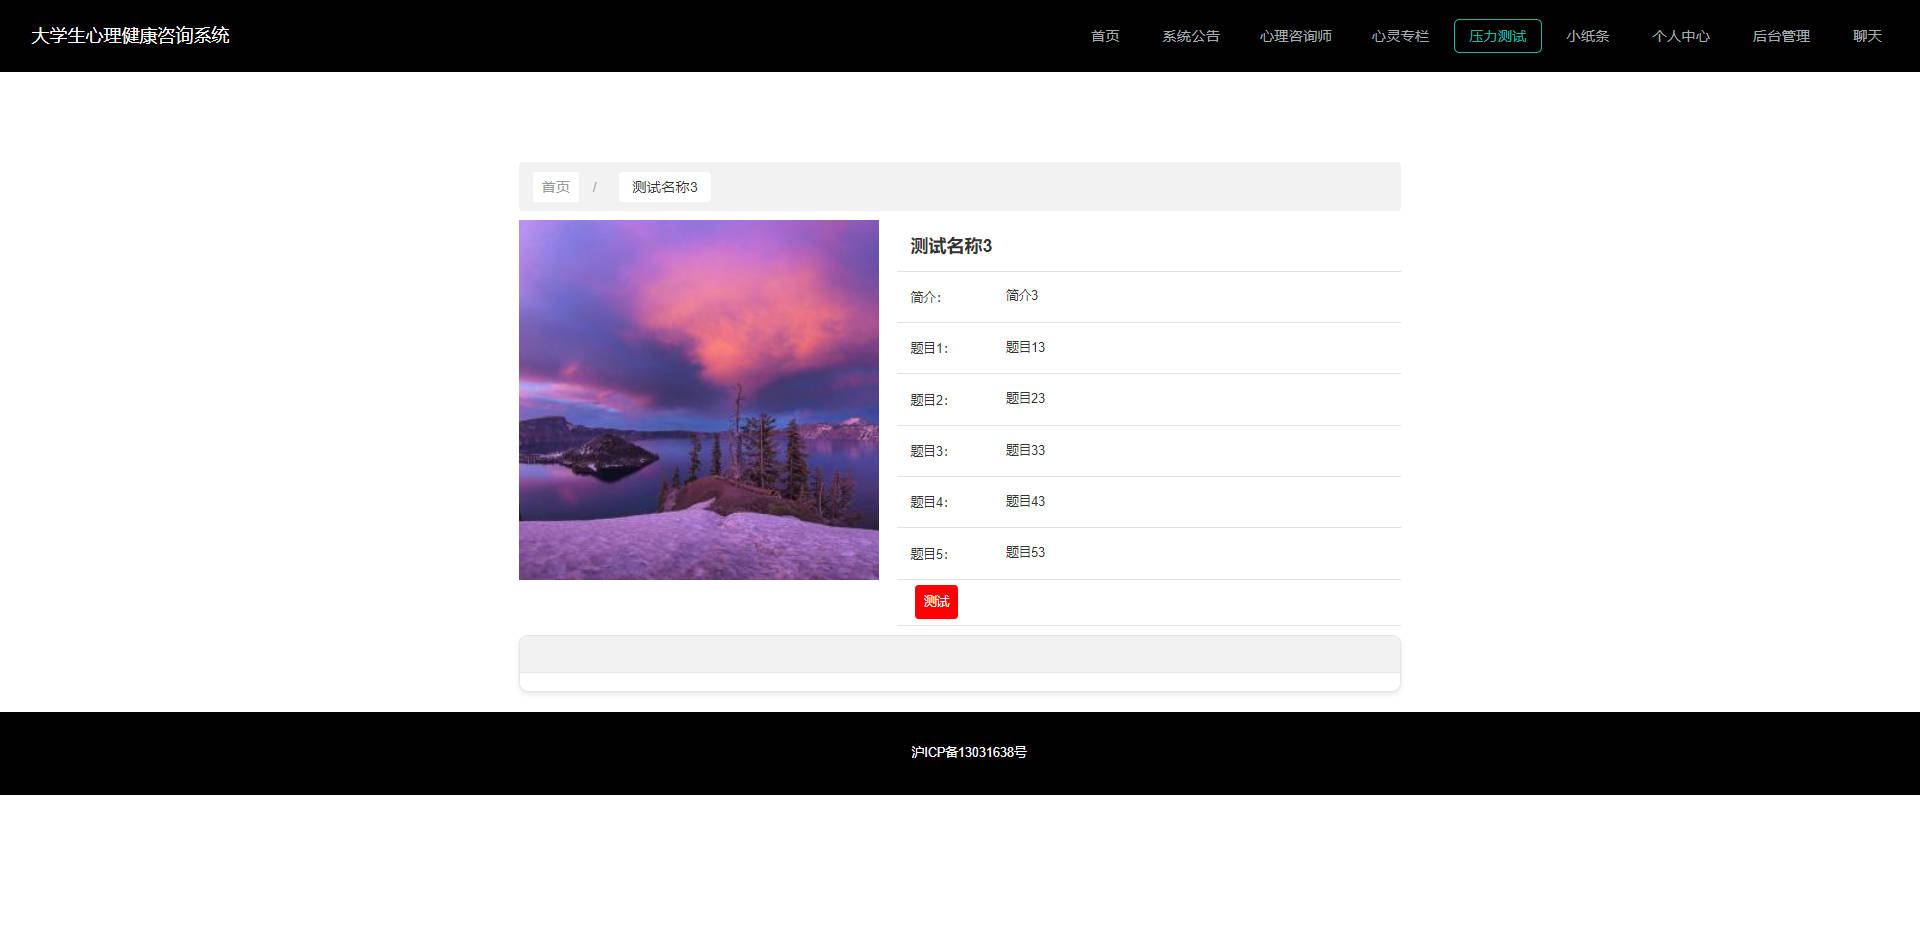 大学生心理健康咨询系统
首页 系统公告 心理咨询师 心灵专栏 压力测试 小纸条 个人中心 后台管理 聊天
首页 / 测试名称3
测试名称3
简介： 简介3
题目1： 题目13
题目2： 题目23
题目3： 题目33
题目4： 题目43
题目5： 题目53
测试
沪ICP备13031638号